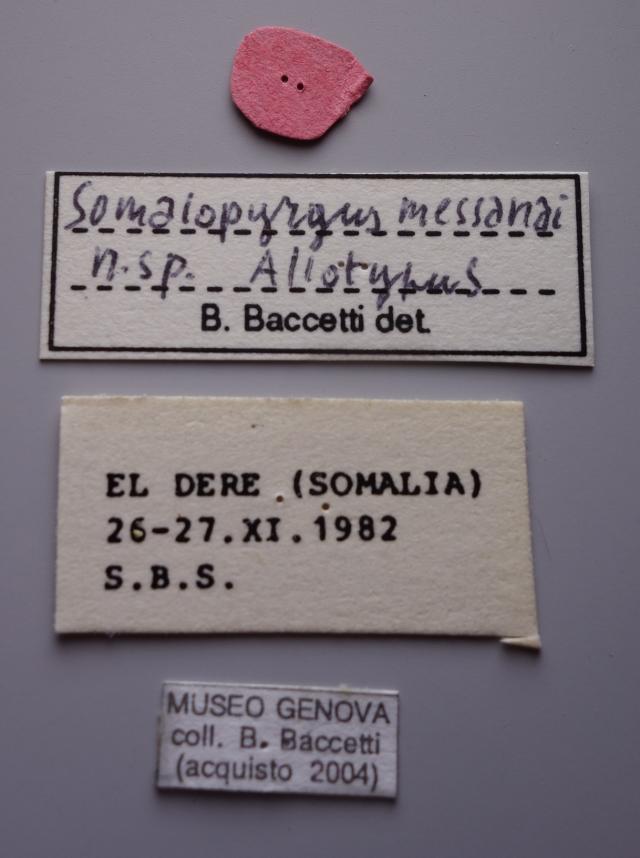 Somalopyrgus messanai
n.sp. Allotypus
B. Baccetti det.
EL DERE (SOMALIA)
26-27.XI.1982
S.B.S.
MUSEO GENOVA
coll. B. Baccetti
(acquisto 2004)